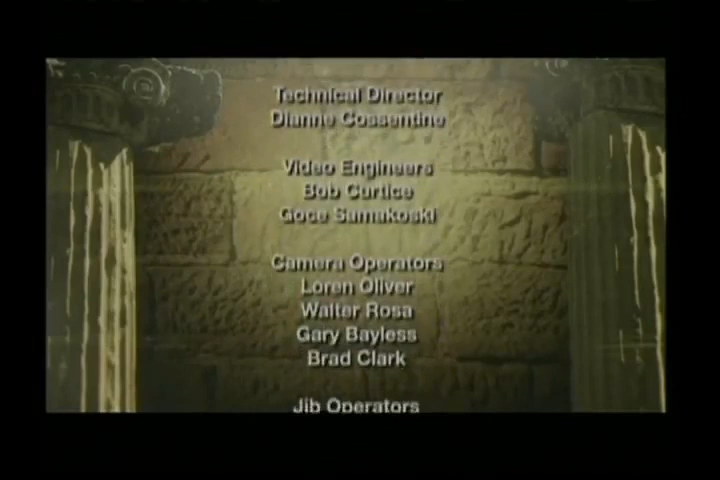 Technical Director
Dianne Cossentine
Video Engineers
Bob Curtice
Goce Samakoski
Camera Operators
Loren Oliver
Walter Rosa
Gary Bayless
Brad Clark
Jib Operators